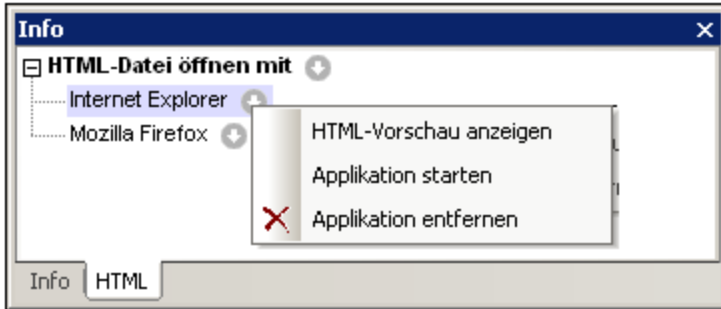 Info
HTML-Datei öffnen mit
Internet Explorer
Mozilla Firefox
HTML-Vorschau anzeigen
Applikation starten
Applikation entfernen
Info HTML